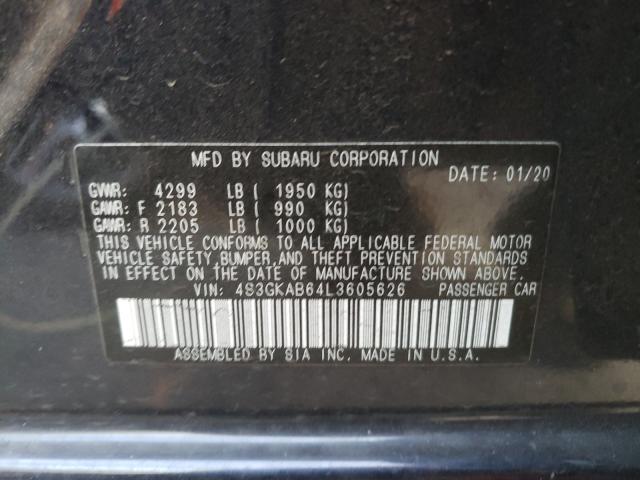 MFD BY SUBARU CORPORATION
DATE: 01/20
GVWR: 4299 LB ( 1950 KG)
GAWR: F 2183 LB ( 990 KG)
GAWR: R 2205 LB ( 1000 KG)
THIS VEHICLE CONFORMS TO ALL APPLICABLE FEDERAL MOTOR
VEHICLE SAFETY,BUMPER,AND THEFT PREVENTION STANDARDS
IN EFFECT ON THE DATE OF MANUFACTURE SHOWN ABOVE.
VIN: 4S3GKAB64L3605626 PASSENGER CAR
ASSEMBLED BY SIA INC. MADE IN U.S.A.